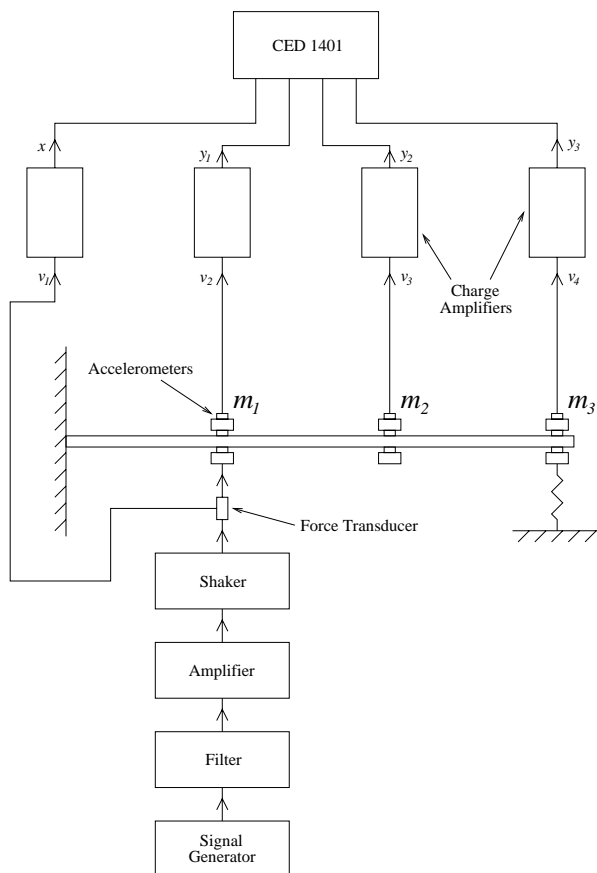 CED 1401
x
y1
y2
y3
v1
v2
v3
v4
Charge
Amplifiers
Accelerometers
m1
m2
m3
Force Transducer
Shaker
Amplifier
Filter
Signal
Generator